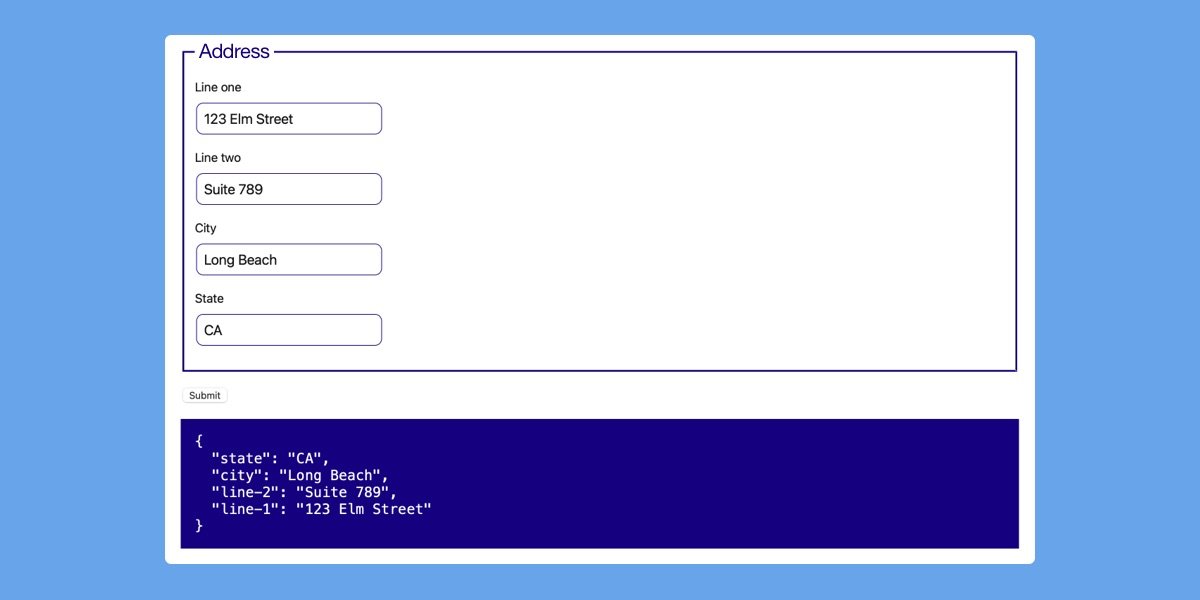 Address
Line one
123 Elm Street
Line two
Suite 789
City
Long Beach
State
CA
Submit
{
  "state": "CA",
  "city": "Long Beach",
  "line-2": "Suite 789",
  "line-1": "123 Elm Street"
}